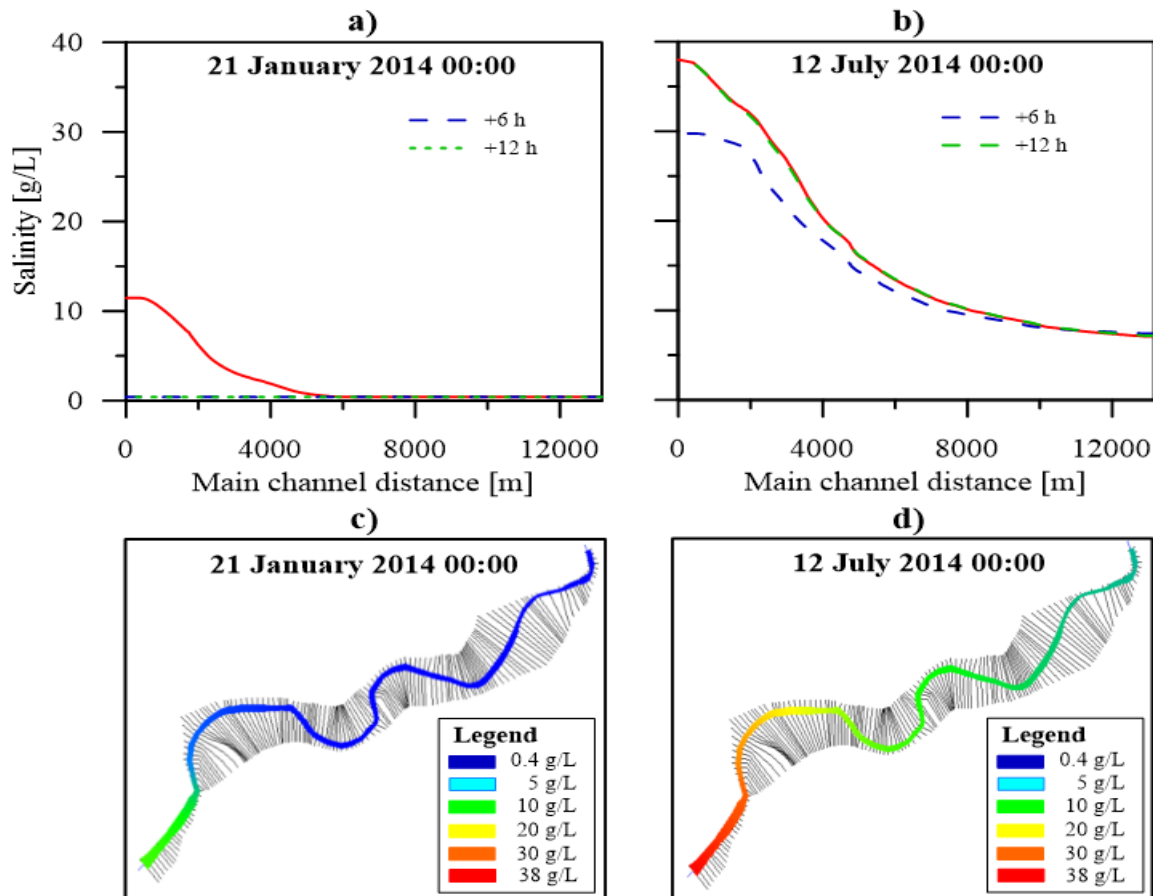 a)
21 January 2014 00:00
+6 h
+12 h
Salinity [g/L]
40
30
20
10
0
0 4000 8000 12000
Main channel distance [m]
b)
12 July 2014 00:00
+6 h
+12 h
0 4000 8000 12000
Main channel distance [m]
c)
21 January 2014 00:00
Legend
0.4 g/L
5 g/L
10 g/L
20 g/L
30 g/L
38 g/L
d)
12 July 2014 00:00
Legend
0.4 g/L
5 g/L
10 g/L
20 g/L
30 g/L
38 g/L